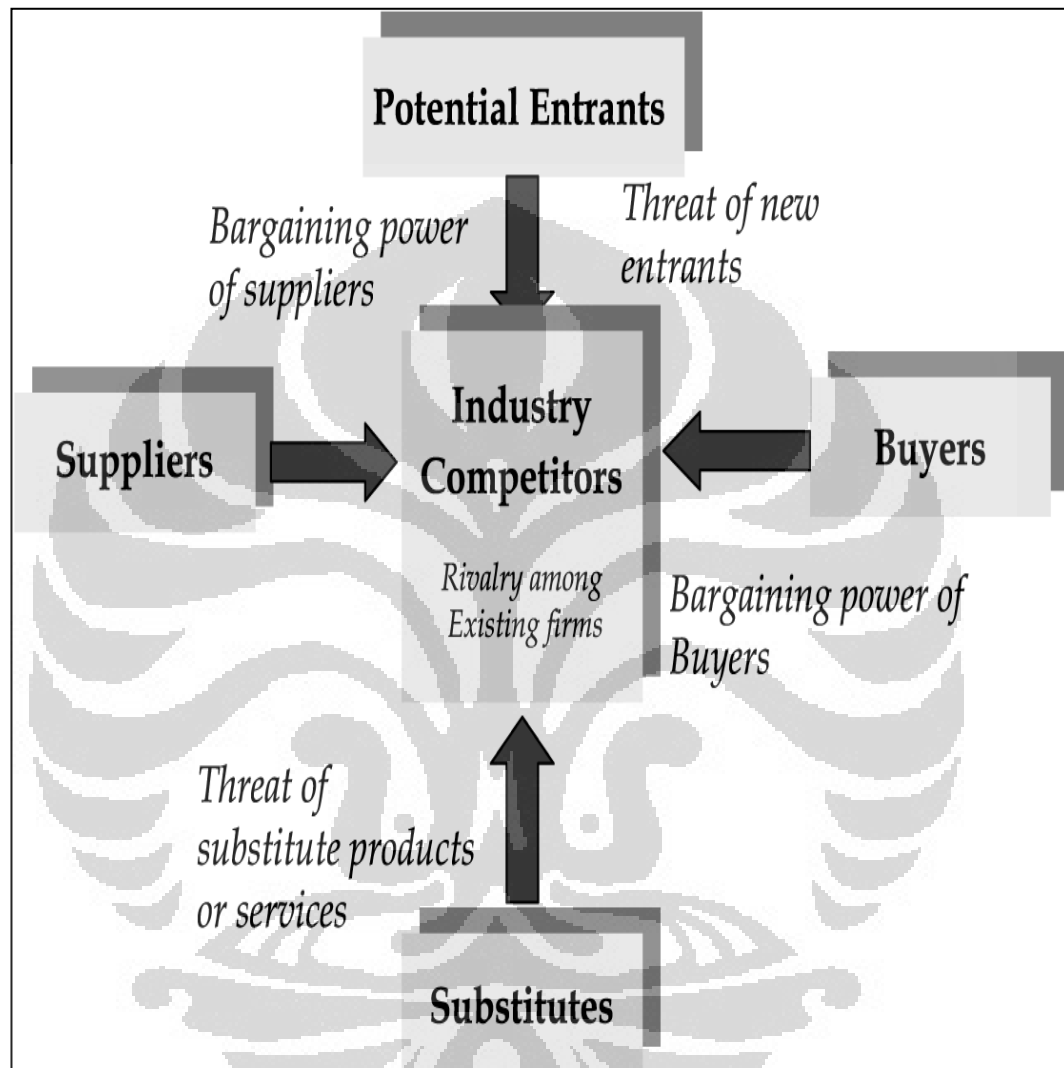 Potential Entrants
Bargaining power
of suppliers
Threat of new
entrants
Suppliers
Industry
Competitors
Rivalry among
Existing firms
Buyers
Bargaining power of
Buyers
Threat of
substitute products
or services
Substitutes